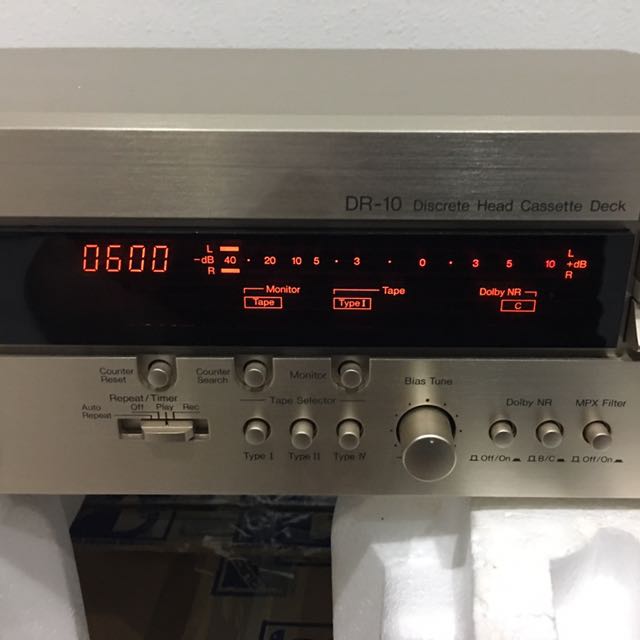 DR-10 Discrete Head Cassette Deck
0600
L
-dB 40 · 20 10 5 · 3 · 0 · 3 5 10 +dB
R
L
R
Monitor Tape Dolby NR
Tape Type I C
Counter Reset
Counter Search
Monitor
Bias Tune
Repeat/Timer
Off Play Rec
Auto Repeat
Tape Selector
Type I Type II Type IV
Dolby NR MPX Filter
Off/On B/C Off/On